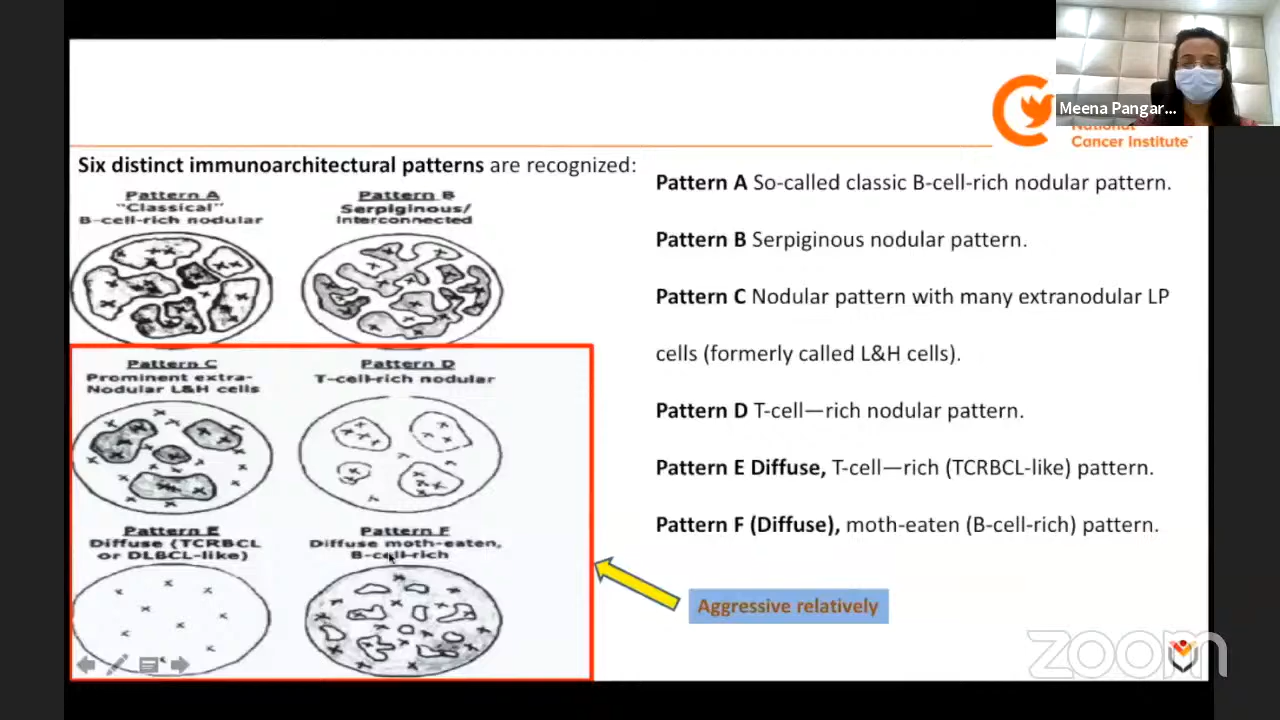 Meena Pangar...
National
Cancer Institute
Six distinct immunoarchitectural patterns are recognized:
Pattern A
"Classical"
B-cell-rich nodular
Pattern B
Serpiginous/
Interconnected
Pattern C
Prominent extra-
Nodular L&H cells
Pattern D
T-cell-rich nodular
Pattern E
Diffuse (TCRBCL
or DLBCL-like)
Pattern F
Diffuse moth-eaten,
B-cell-rich
Pattern A So-called classic B-cell-rich nodular pattern.
Pattern B Serpiginous nodular pattern.
Pattern C Nodular pattern with many extranodular LP
cells (formerly called L&H cells).
Pattern D T-cell—rich nodular pattern.
Pattern E Diffuse, T-cell—rich (TCRBCL-like) pattern.
Pattern F (Diffuse), moth-eaten (B-cell-rich) pattern.
Aggressive relatively
zoom